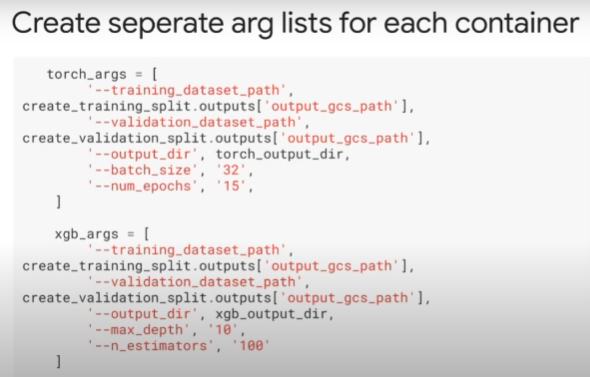 Create seperate arg lists for each container
torch_args = [
'--training_dataset_path',
create_training_split.outputs['output_gcs_path'],
'--validation_dataset_path',
create_validation_split.outputs['output_gcs_path'],
'--output_dir', torch_output_dir,
'--batch_size', '32',
'--num_epochs', '15',
]
xgb_args = [
'--training_dataset_path',
create_training_split.outputs['output_gcs_path'],
'--validation_dataset_path',
create_validation_split.outputs['output_gcs_path'],
'--output_dir', xgb_output_dir,
'--max_depth', '10',
'--n_estimators', '100'
]